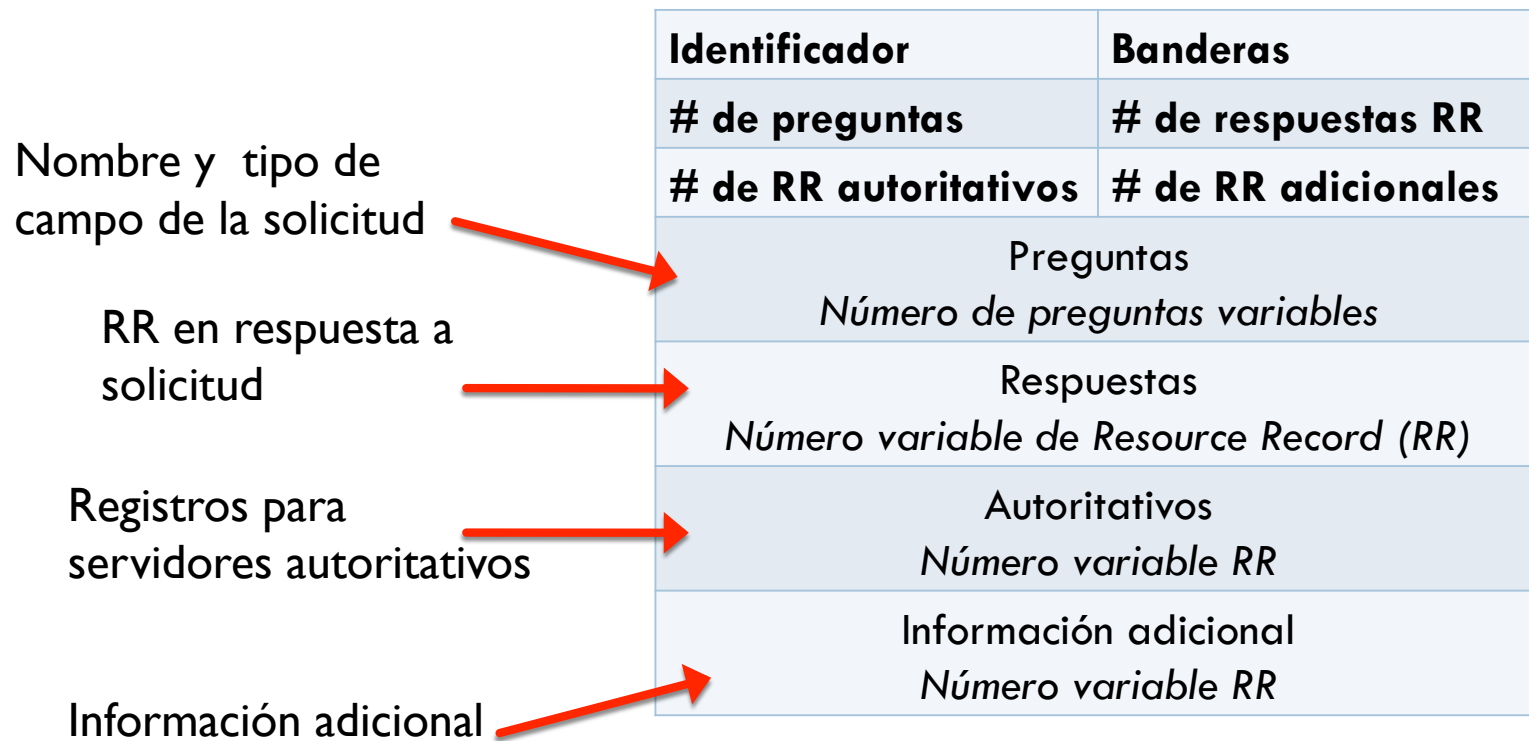 Identificador
Banderas
# de preguntas
# de respuestas RR
# de RR autoritativos
# de RR adicionales
Nombre y tipo de
campo de la solicitud
Preguntas
Número de preguntas variables
RR en respuesta a
solicitud
Respuestas
Número variable de Resource Record (RR)
Registros para
servidores autoritativos
Autoritativos
Número variable RR
Información adicional
Información adicional
Número variable RR